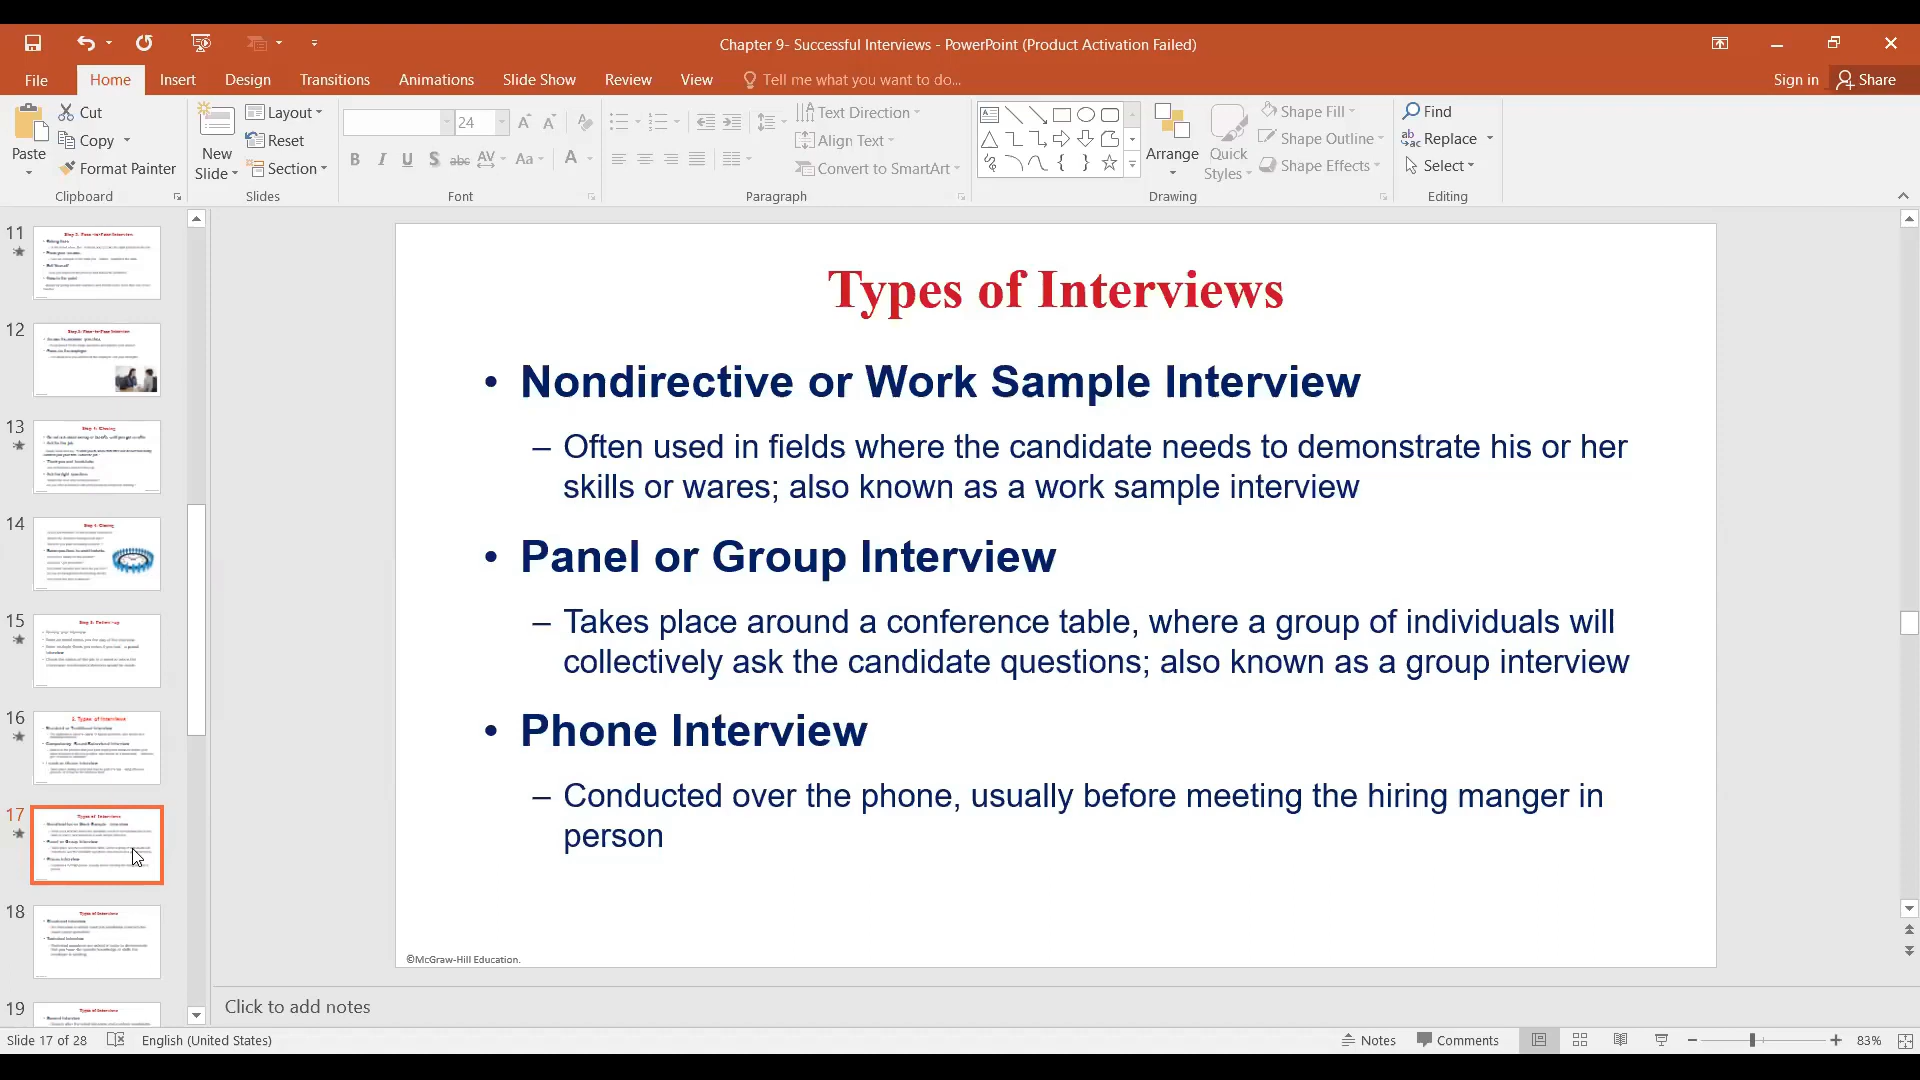 Chapter 9- Successful Interviews - PowerPoint (Product Activation Failed)
File
Home
Insert
Design
Transitions
Animations
Slide Show
Review
View
Tell me what you want to do...
Sign in
Share
Paste
Cut
Copy
Format Painter
Clipboard
New Slide
Layout
Reset
Section
Slides
24
B I U S abc AV Aa A
Font
Text Direction
Align Text
Convert to SmartArt
Paragraph
Arrange
Quick Styles
Shape Fill
Shape Outline
Shape Effects
Drawing
Find
Replace
Select
Editing
11
12
13
14
15
16
17
18
19
Types of Interviews
• Nondirective or Work Sample Interview
– Often used in fields where the candidate needs to demonstrate his or her
skills or wares; also known as a work sample interview
• Panel or Group Interview
– Takes place around a conference table, where a group of individuals will
collectively ask the candidate questions; also known as a group interview
• Phone Interview
– Conducted over the phone, usually before meeting the hiring manger in
person
©McGraw-Hill Education.
Click to add notes
Slide 17 of 28
English (United States)
Notes
Comments
83%